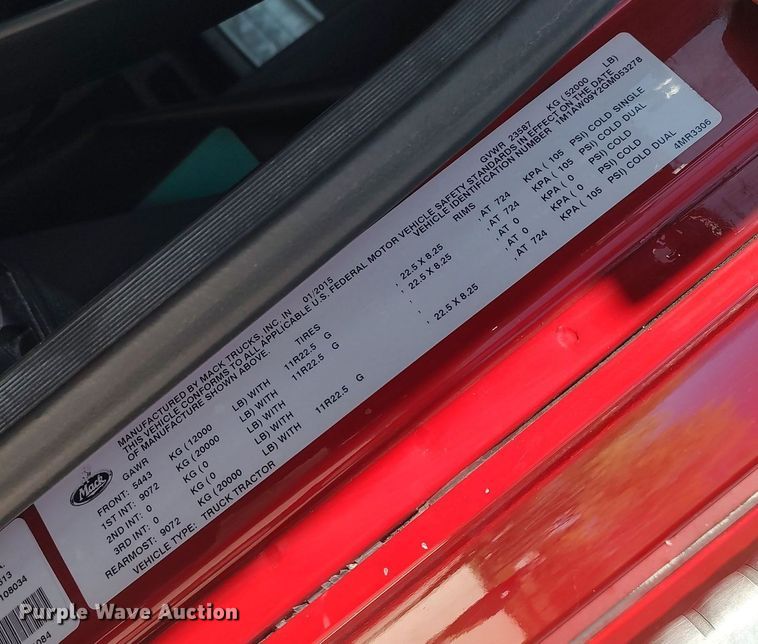 Mack
MANUFACTURED BY MACK TRUCKS, INC. IN 01/2015 GVWR 23587 KG ( 52000 LB)
THIS VEHICLE CONFORMS TO ALL APPLICABLE U.S. FEDERAL MOTOR VEHICLE SAFETY STANDARDS IN EFFECT ON THE DATE
OF MANUFACTURE SHOWN ABOVE. VEHICLE IDENTIFICATION NUMBER 1M1AW09Y2GM053278
GAWR TIRES RIMS
FRONT: 5443 KG ( 12000 LB) WITH 11R22.5 G , 22.5 X 8.25 , AT 724 KPA ( 105 PSI) COLD SINGLE
1ST INT: 9072 KG ( 20000 LB) WITH 11R22.5 G , 22.5 X 8.25 , AT 724 KPA ( 105 PSI) COLD DUAL
2ND INT: 0 KG ( 0 LB) WITH , , AT 0 KPA ( 0 PSI) COLD
3RD INT: 0 KG ( 0 LB) WITH , , AT 0 KPA ( 0 PSI) COLD
REARMOST: 9072 KG ( 20000 LB) WITH 11R22.5 G , 22.5 X 8.25 , AT 724 KPA ( 105 PSI) COLD DUAL
VEHICLE TYPE: TRUCK TRACTOR 4MR3306
513
108034
084
Purple Wave Auction